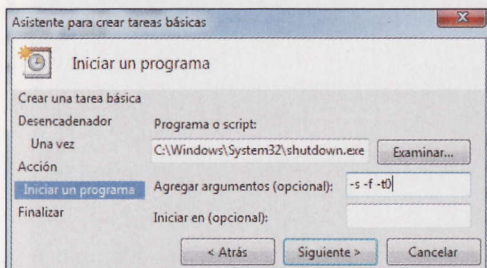 Asistente para crear tareas básicas
Iniciar un programa
Crear una tarea básica
Desencadenador
Una vez
Acción
Iniciar un programa
Finalizar
Programa o script:
C:\Windows\System32\shutdown.exe
Examinar...
Agregar argumentos (opcional):
-s -f -t0
Iniciar en (opcional):
< Atrás
Siguiente >
Cancelar